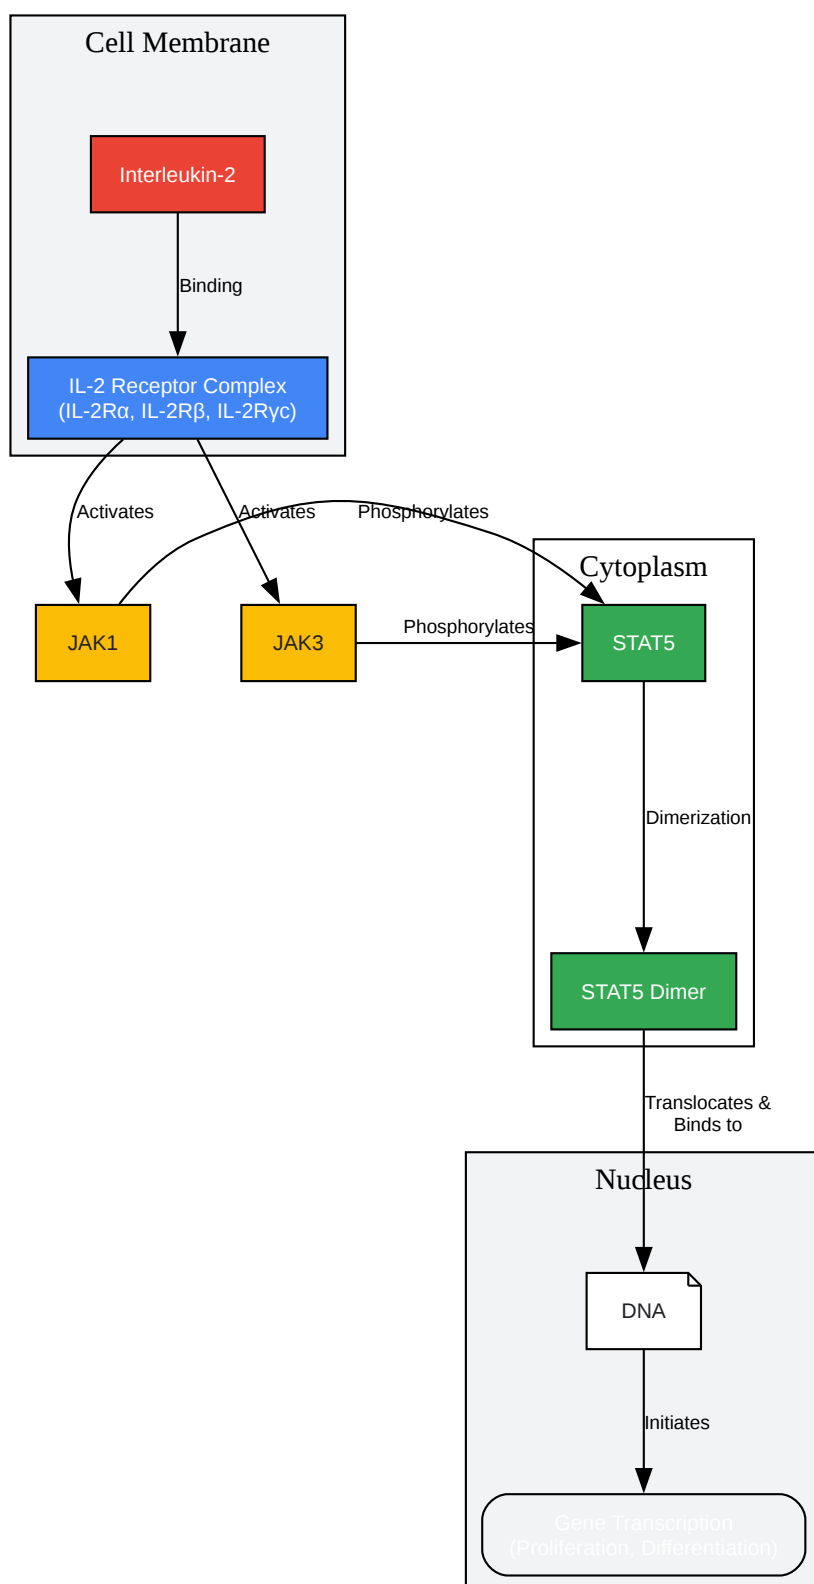 Cell Membrane
Interleukin-2
Binding
IL-2 Receptor Complex
(IL-2Rα, IL-2Rβ, IL-2Rγc)
Activates
Activates
Phosphorylates
Cytoplasm
JAK1
JAK3
Phosphorylates
STAT5
Dimerization
STAT5 Dimer
Translocates &
Binds to
Nucleus
DNA
Initiates
Gene Transcription
(Proliferation, Differentiation)